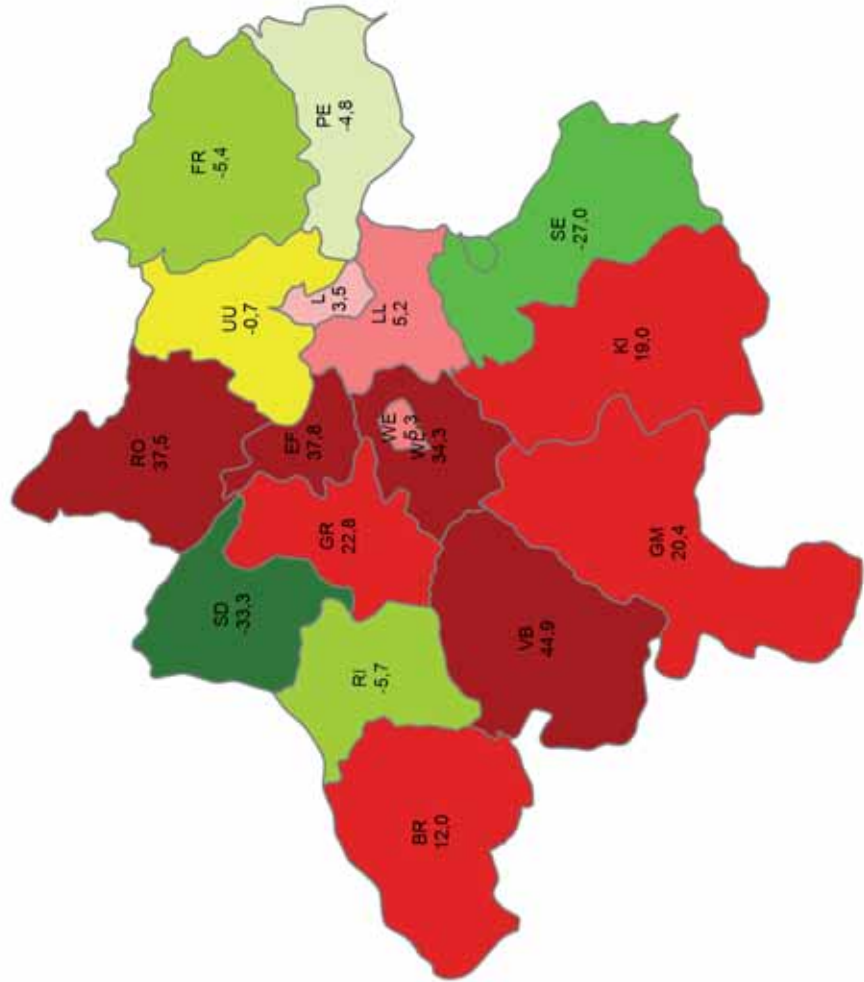 RO
37,5
FR
-5,4
SD
-33,3
UU
-0,7
EF
37,8
L
3,5
PE
-4,8
GR
22,8
RI
-5,7
LL
5,2
WE
5,3
34,3
BR
12,0
VB
44,9
SE
-27,0
KI
19,0
GM
20,4